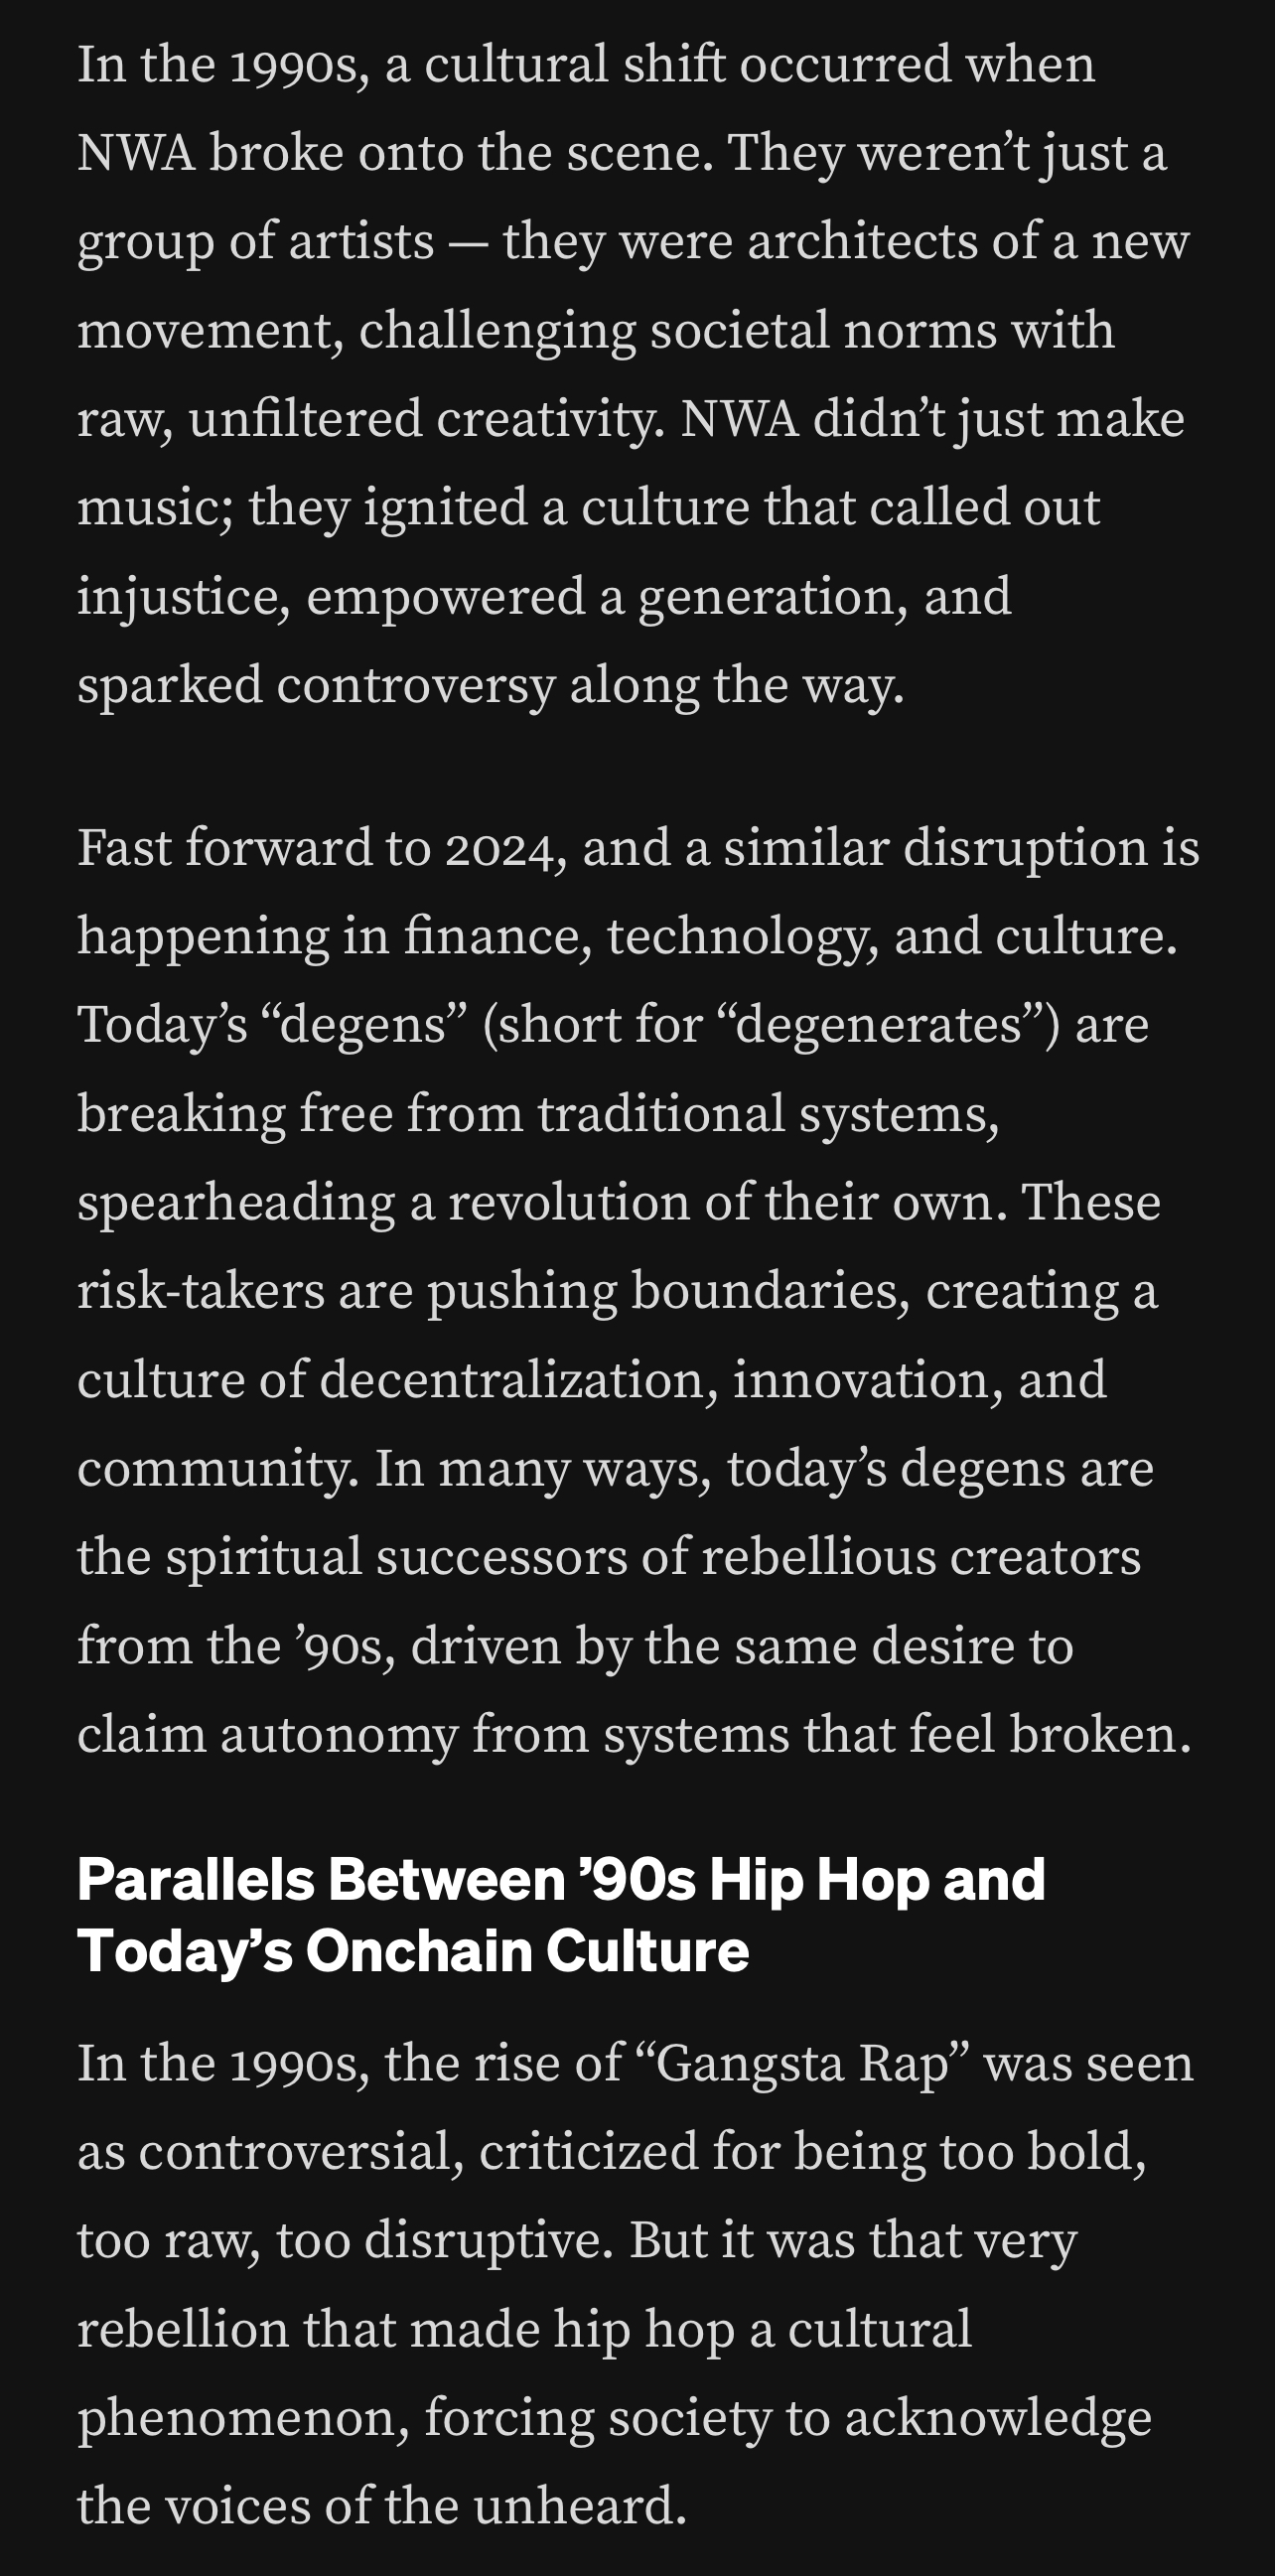 In the 1990s, a cultural shift occurred when
NWA broke onto the scene. They weren’t just a
group of artists — they were architects of a new
movement, challenging societal norms with
raw, unfiltered creativity. NWA didn’t just make
music; they ignited a culture that called out
injustice, empowered a generation, and
sparked controversy along the way.
Fast forward to 2024, and a similar disruption is
happening in finance, technology, and culture.
Today’s “degens” (short for “degenerates”) are
breaking free from traditional systems,
spearheading a revolution of their own. These
risk-takers are pushing boundaries, creating a
culture of decentralization, innovation, and
community. In many ways, today’s degens are
the spiritual successors of rebellious creators
from the ’90s, driven by the same desire to
claim autonomy from systems that feel broken.
Parallels Between ’90s Hip Hop and
Today’s Onchain Culture
In the 1990s, the rise of “Gangsta Rap” was seen
as controversial, criticized for being too bold,
too raw, too disruptive. But it was that very
rebellion that made hip hop a cultural
phenomenon, forcing society to acknowledge
the voices of the unheard.